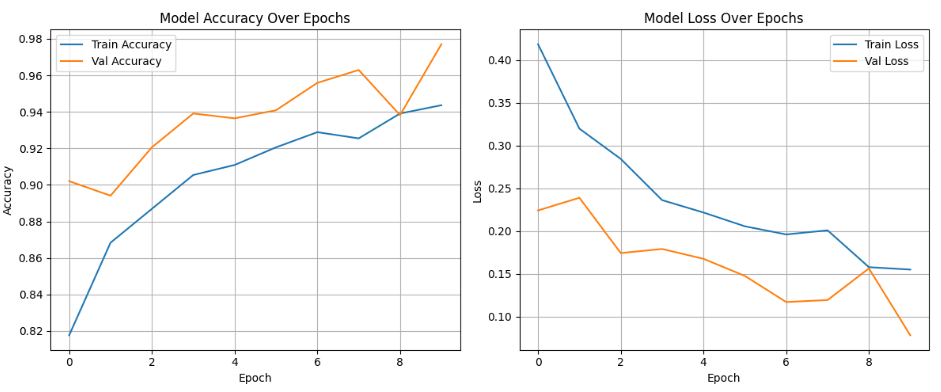 Model Accuracy Over Epochs
Train Accuracy
Val Accuracy
0.98
0.96
0.94
0.92
0.90
0.88
0.86
0.84
0.82
Accuracy
0
2
4
6
8
Epoch
Model Loss Over Epochs
Train Loss
Val Loss
0.40
0.35
0.30
0.25
0.20
0.15
0.10
Loss
0
2
4
6
8
Epoch